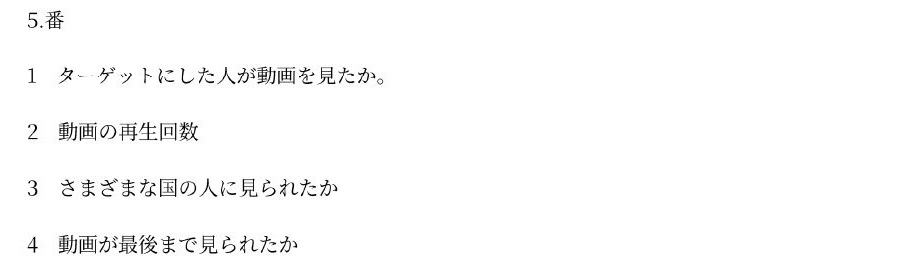 5.番
1 ターゲットにした人が動画を見たか。
2 動画の再生回数
3 さまざまな国の人に見られたか
4 動画が最後まで見られたか